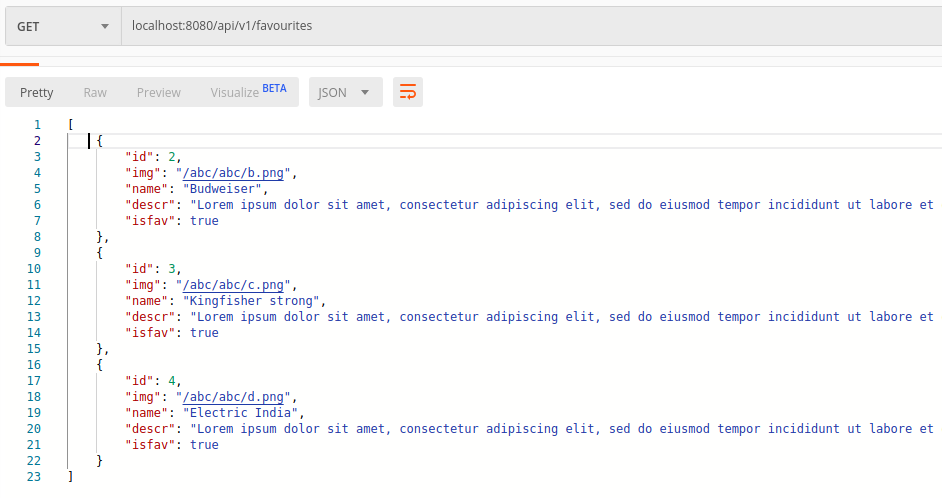 GET localhost:8080/api/v1/favourites
Pretty Raw Preview Visualize BETA JSON
1 [
2 {
3 "id": 2,
4 "img": "/abc/abc/b.png",
5 "name": "Budweiser",
6 "descr": "Lorem ipsum dolor sit amet, consectetur adipiscing elit, sed do eiusmod tempor incididunt ut labore et
7 "isfav": true
8 },
9 {
10 "id": 3,
11 "img": "/abc/abc/c.png",
12 "name": "Kingfisher strong",
13 "descr": "Lorem ipsum dolor sit amet, consectetur adipiscing elit, sed do eiusmod tempor incididunt ut labore et
14 "isfav": true
15 },
16 {
17 "id": 4,
18 "img": "/abc/abc/d.png",
19 "name": "Electric India",
20 "descr": "Lorem ipsum dolor sit amet, consectetur adipiscing elit, sed do eiusmod tempor incididunt ut labore et
21 "isfav": true
22 }
23 ]